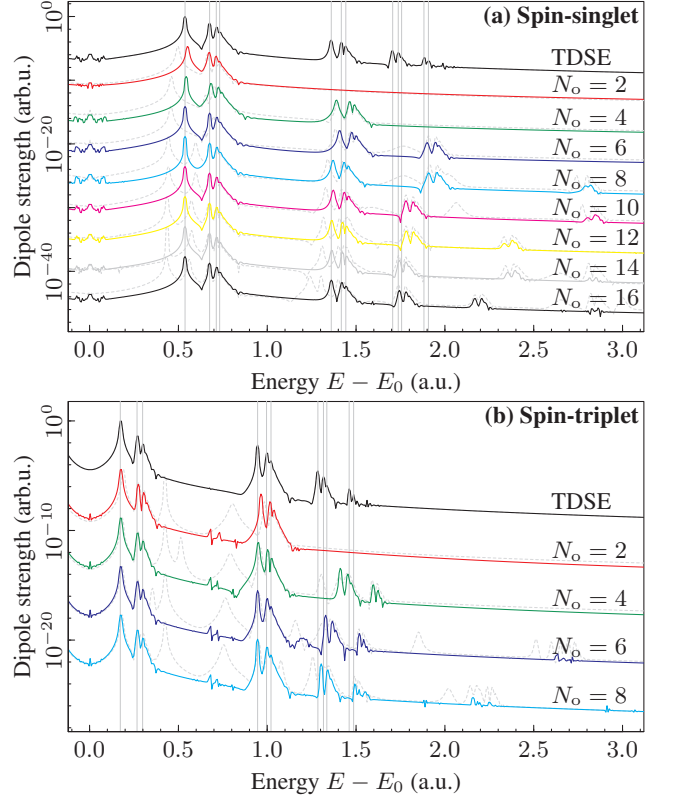 (a) Spin-singlet
10^0
10^{-20}
10^{-40}
Dipole strength (arb.u.)
TDSE
N_o = 2
N_o = 4
N_o = 6
N_o = 8
N_o = 10
N_o = 12
N_o = 14
N_o = 16
0.0 0.5 1.0 1.5 2.0 2.5 3.0
Energy E − E_0 (a.u.)
(b) Spin-triplet
10^0
10^{-10}
10^{-20}
Dipole strength (arb.u.)
TDSE
N_o = 2
N_o = 4
N_o = 6
N_o = 8
0.0 0.5 1.0 1.5 2.0 2.5 3.0
Energy E − E_0 (a.u.)